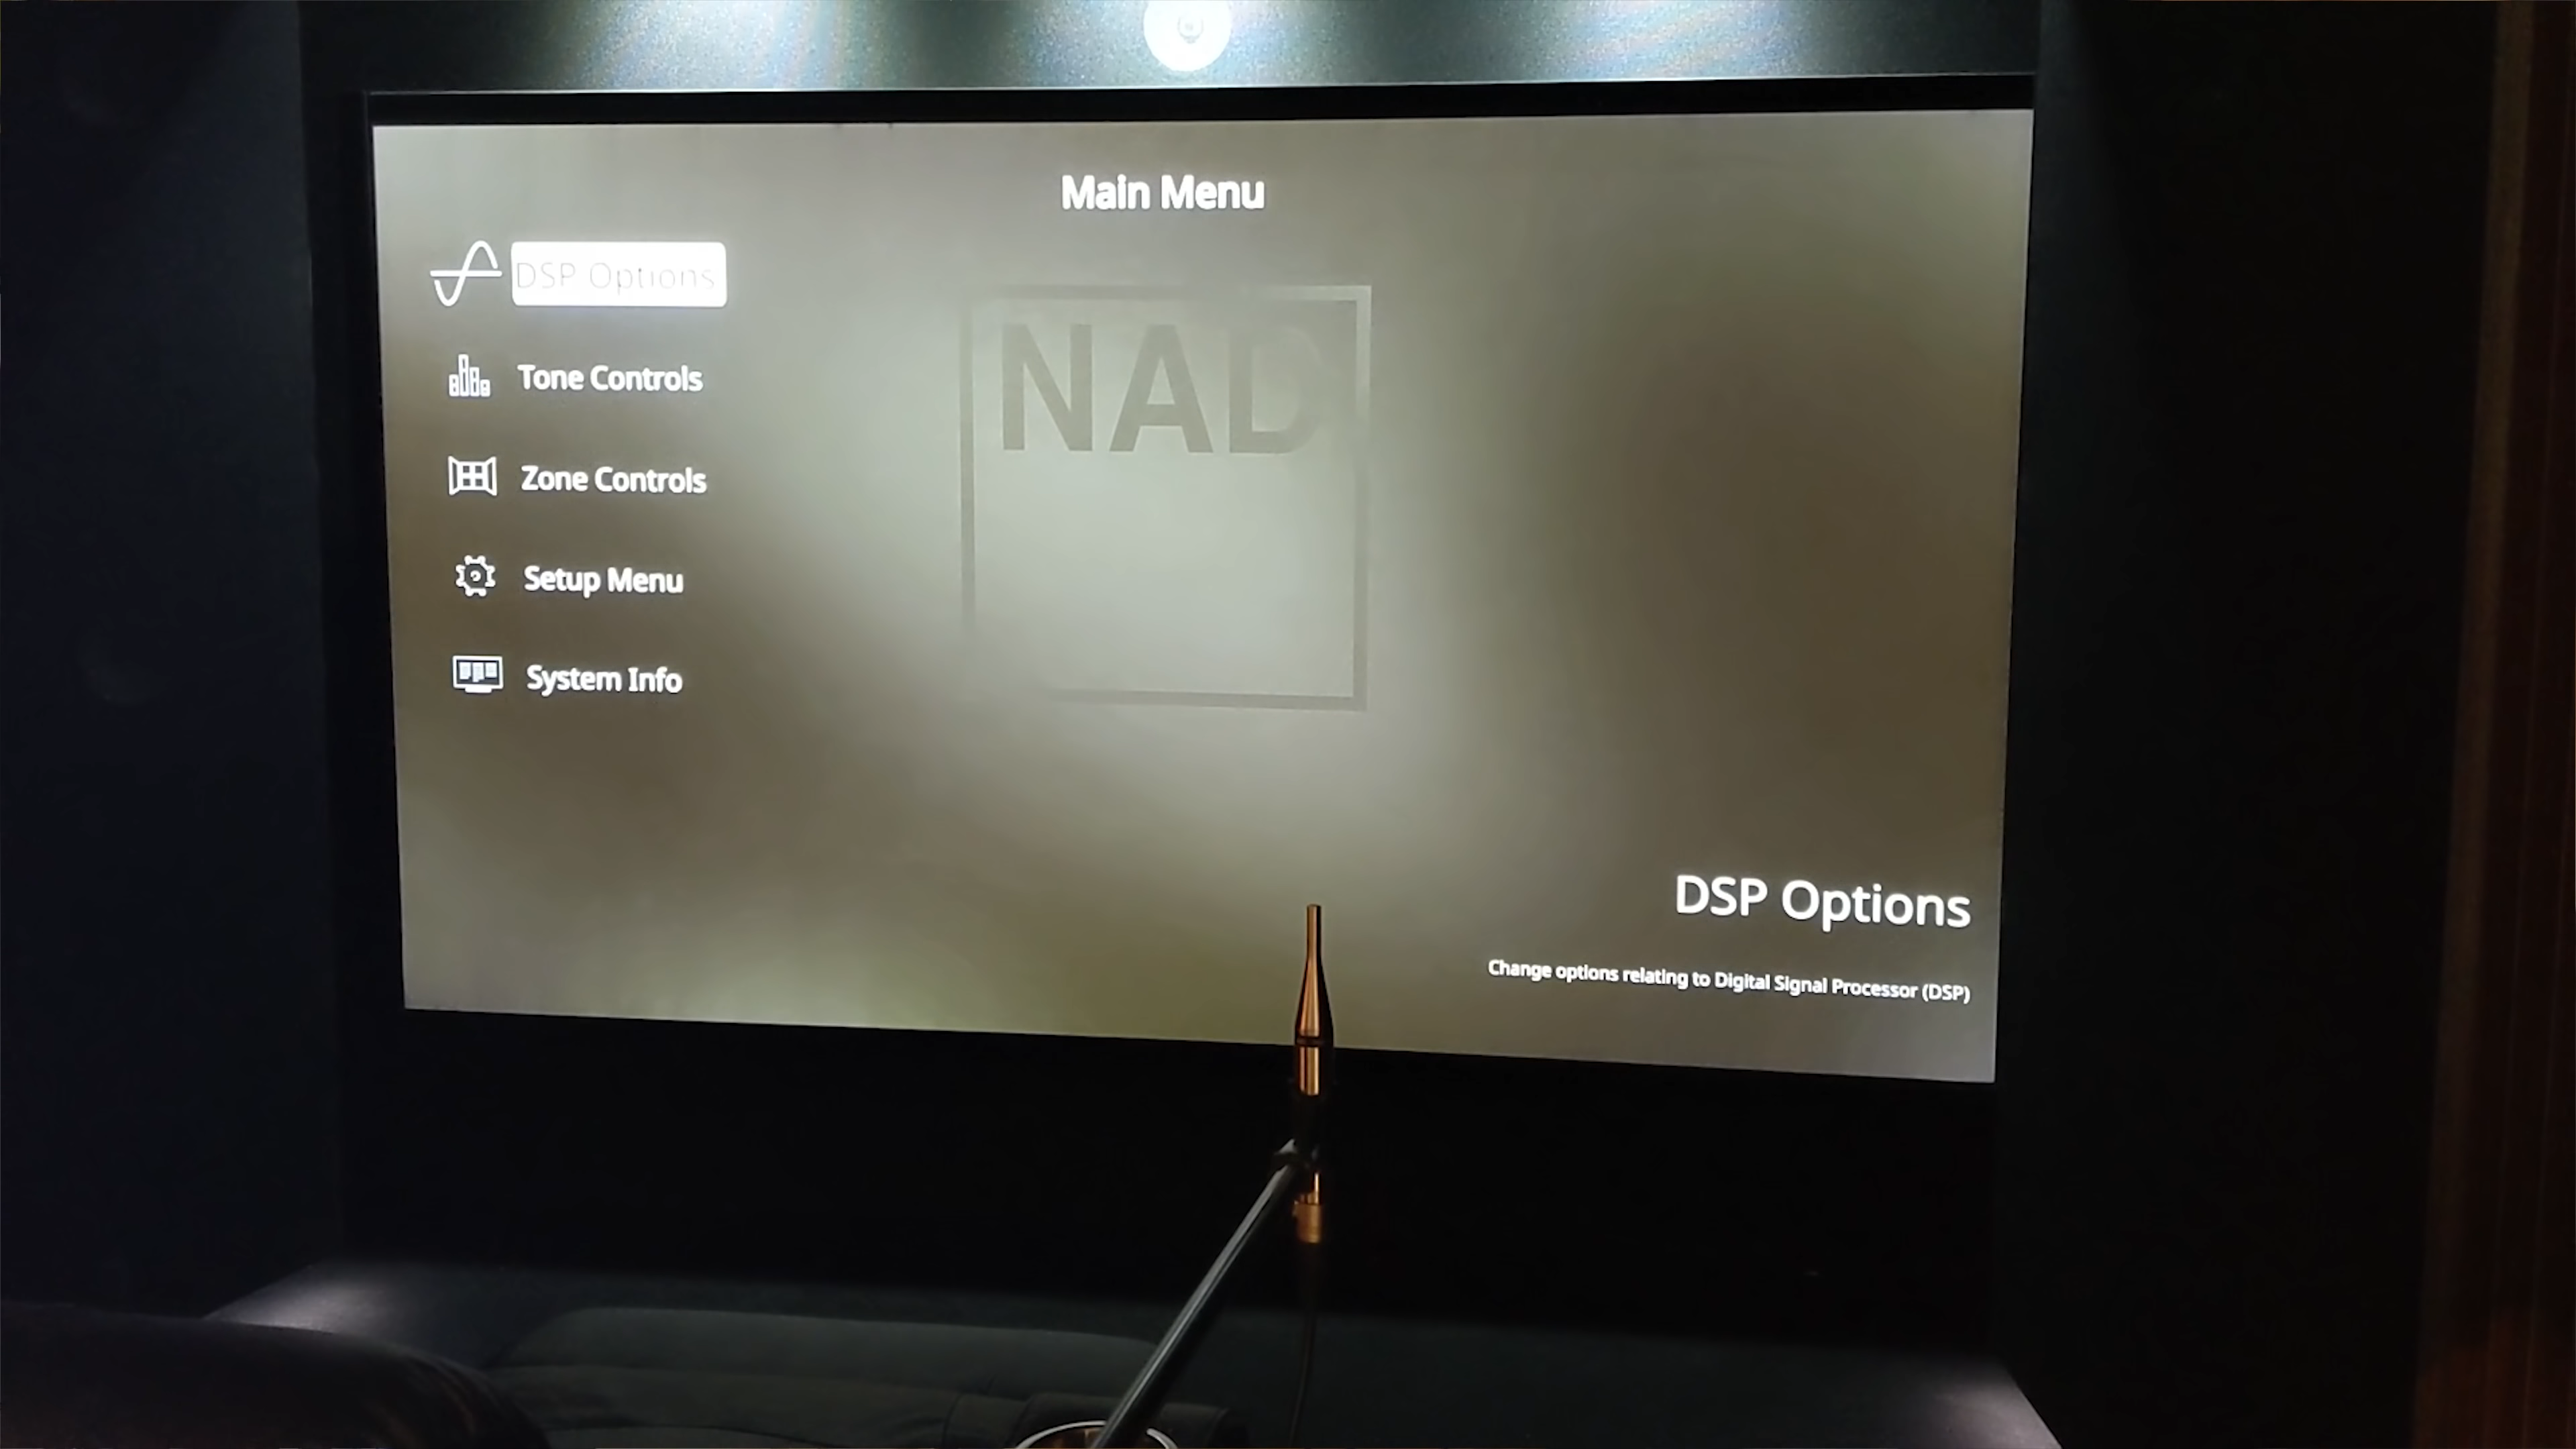 Main Menu
DSP Options
Tone Controls
Zone Controls
Setup Menu
System Info
NAD
DSP Options
Change options relating to Digital Signal Processor (DSP)